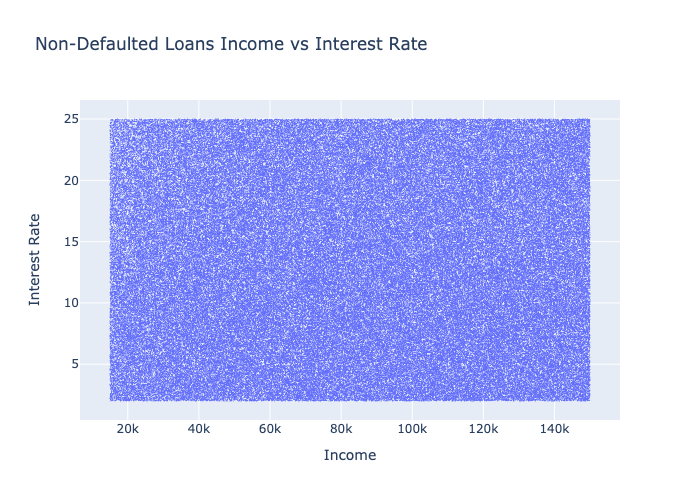 Non-Defaulted Loans Income vs Interest Rate
25
20
15
10
5
Interest Rate
20k
40k
60k
80k
100k
120k
140k
Income